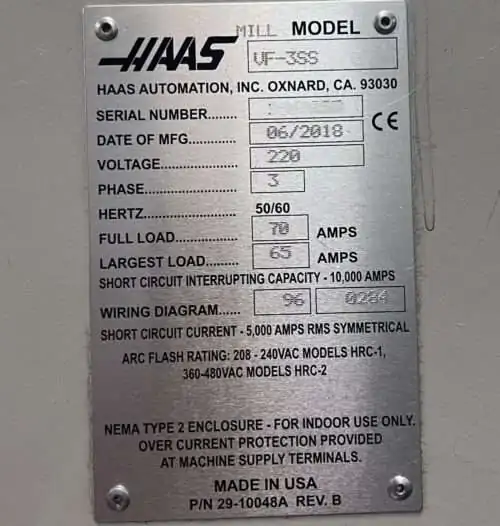 MILL MODEL
HAAS VF-3SS
HAAS AUTOMATION, INC. OXNARD, CA. 93030
SERIAL NUMBER........
DATE OF MFG............. 06/2018
VOLTAGE.................... 220
PHASE........................ 3
HERTZ........................ 50/60
FULL LOAD................ 70 AMPS
LARGEST LOAD......... 65 AMPS
SHORT CIRCUIT INTERRUPTING CAPACITY - 10,000 AMPS
WIRING DIAGRAM...... 96
SHORT CIRCUIT CURRENT - 5,000 AMPS RMS SYMMETRICAL
ARC FLASH RATING: 208 - 240VAC MODELS HRC-1,
360-480VAC MODELS HRC-2
NEMA TYPE 2 ENCLOSURE - FOR INDOOR USE ONLY.
OVER CURRENT PROTECTION PROVIDED
AT MACHINE SUPPLY TERMINALS.
MADE IN USA
P/N 29-10048A REV. B
CE